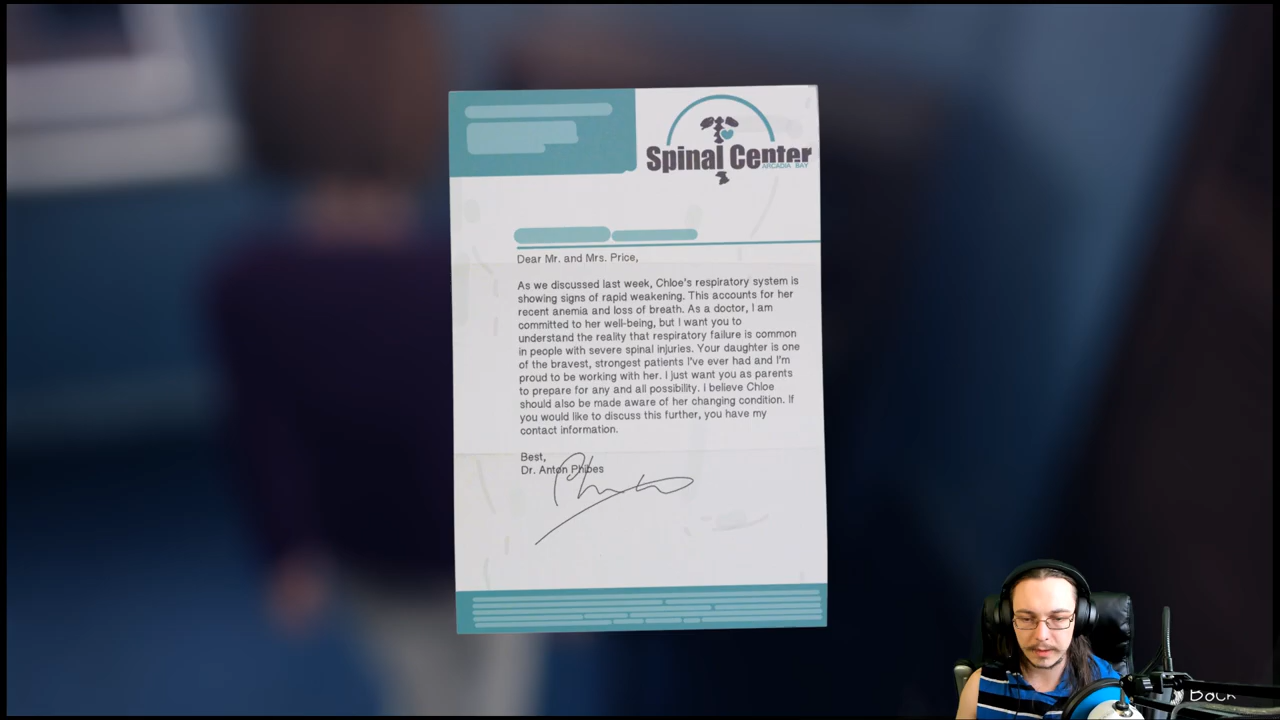 Spinal Center
ARCADIA BAY
Dear Mr. and Mrs. Price,
As we discussed last week, Chloe's respiratory system is
showing signs of rapid weakening. This accounts for her
recent anemia and loss of breath. As a doctor, I am
committed to her well-being, but I want you to
understand the reality that respiratory failure is common
in people with severe spinal injuries. Your daughter is one
of the bravest, strongest patients I've ever had and I'm
proud to be working with her. I just want you as parents
to prepare for any and all possibility. I believe Chloe
should also be made aware of her changing condition. If
you would like to discuss this further, you have my
contact information.
Best,
Dr. Anton Phibes
Back